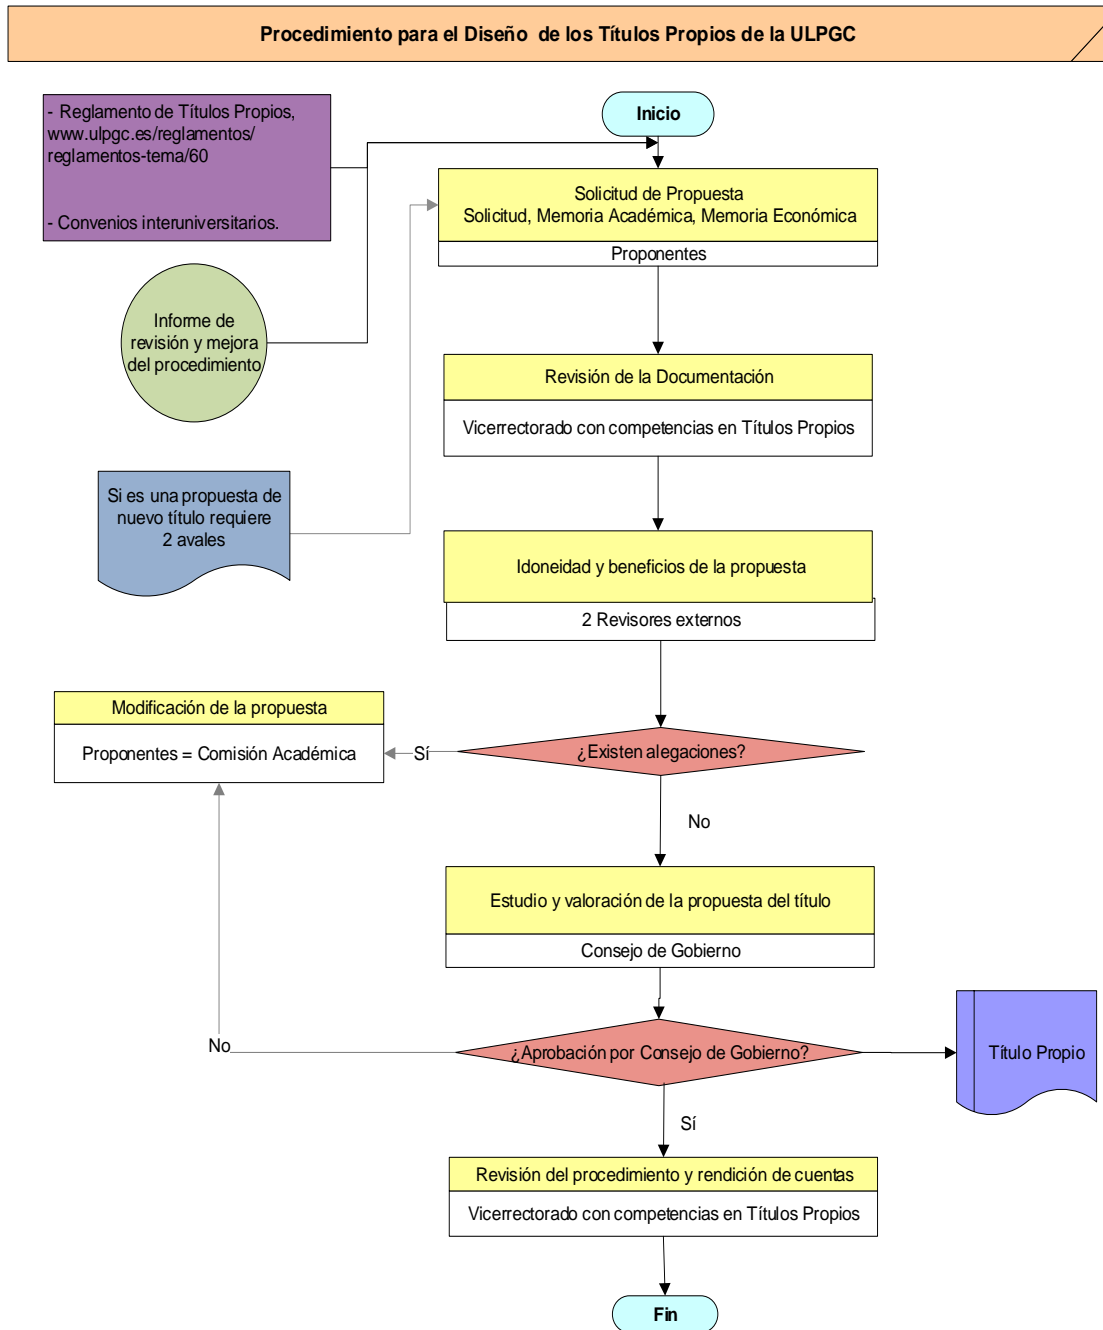 Procedimiento para el Diseño de los Títulos Propios de la ULPGC
- Reglamento de Títulos Propios,
www.ulpgc.es/reglamentos/
reglamentos-tema/60
- Convenios interuniversitarios.
Inicio
Solicitud de Propuesta
Solicitud, Memoria Académica, Memoria Económica
Proponentes
Informe de
revisión y mejora
del procedimiento
Revisión de la Documentación
Vicerrectorado con competencias en Títulos Propios
Si es una propuesta de
nuevo título requiere
2 avales
Idoneidad y beneficios de la propuesta
2 Revisores externos
Modificación de la propuesta
Proponentes = Comisión Académica
Sí
¿Existen alegaciones?
No
Estudio y valoración de la propuesta del título
Consejo de Gobierno
No
¿Aprobación por Consejo de Gobierno?
Título Propio
Sí
Revisión del procedimiento y rendición de cuentas
Vicerrectorado con competencias en Títulos Propios
Fin